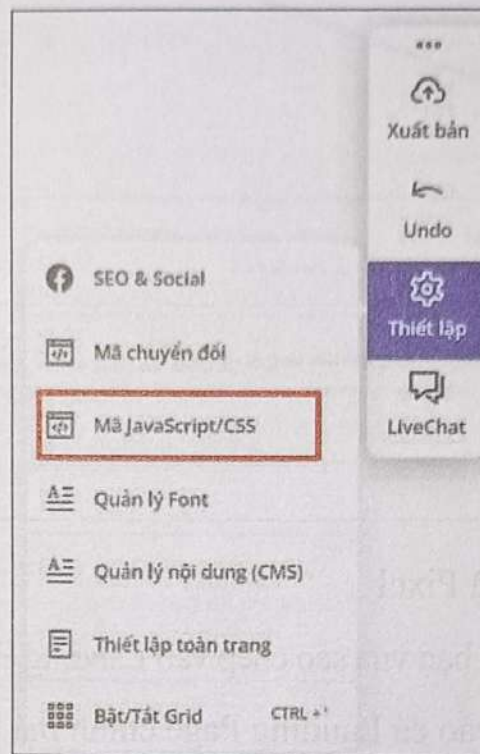 Xuất bản
Undo
Thiết lập
LiveChat
SEO & Social
Mã chuyển đổi
Mã JavaScript/CSS
Quản lý Font
Quản lý nội dung (CMS)
Thiết lập toàn trang
Bật/Tắt Grid CTRL +